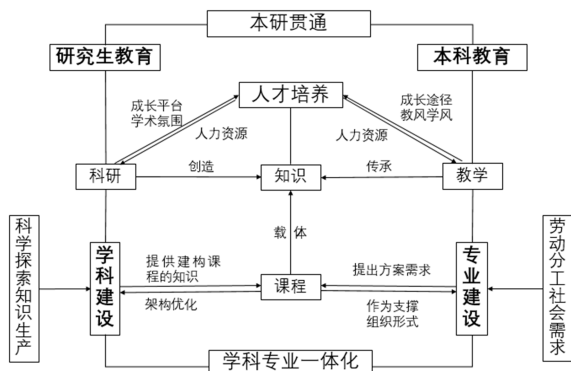 本研贯通
研究生教育
本科教育
人才培养
成长平台
学术氛围
人力资源
成长途径
教风学风
人力资源
科研
创造
知识
传承
教学
科学探索知识生产
学科建设
提供建构课
程的知识
架构优化
载体
课程
提出方案需求
作为支撑
组织形式
专业建设
劳动分工社会需求
学科专业一体化